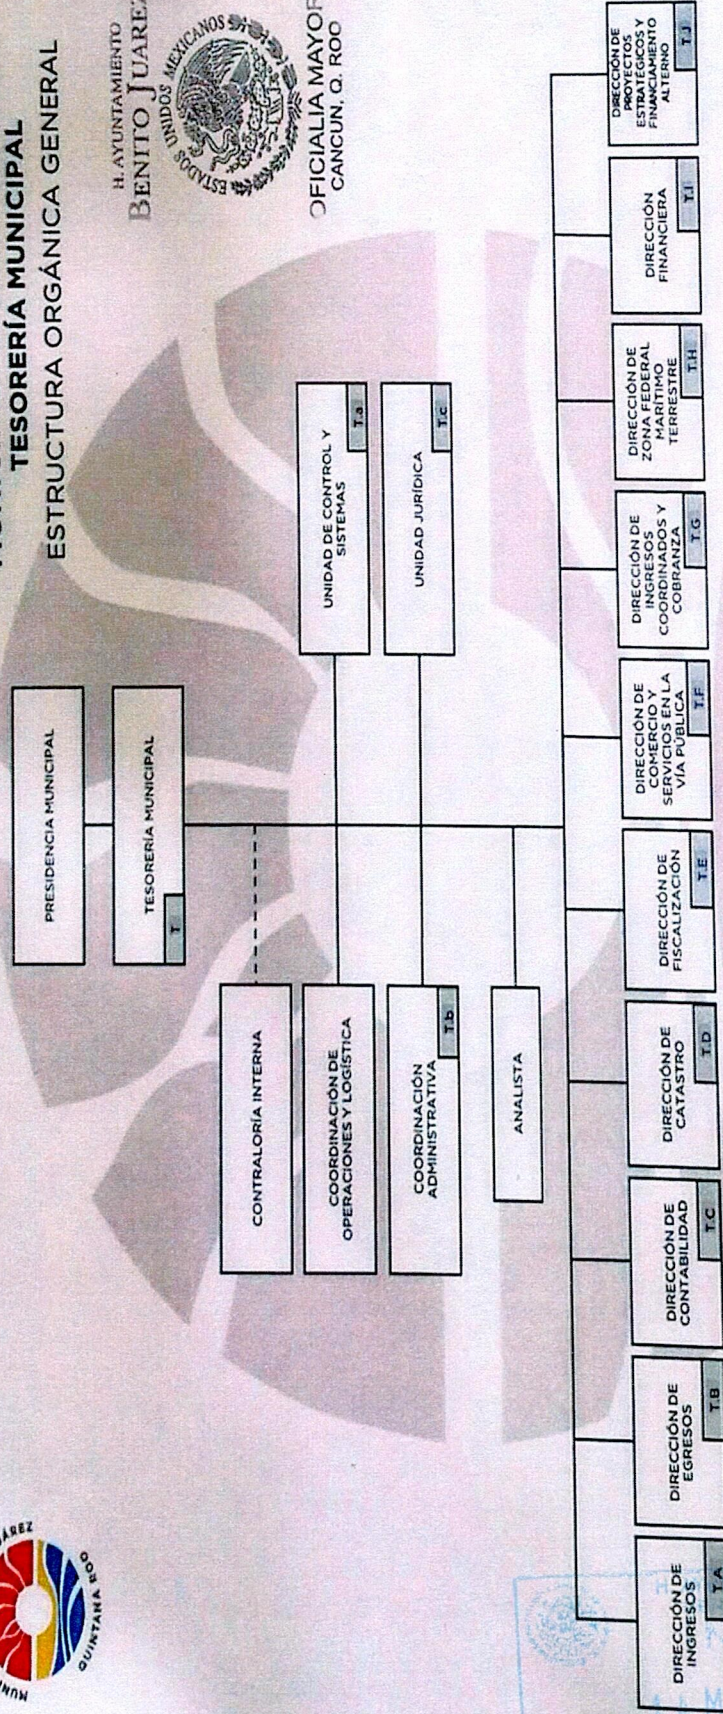 TESORERÍA MUNICIPAL
ESTRUCTURA ORGÁNICA GENERAL
QUINTANA ROO
H. AYUNTAMIENTO
BENITO JUAREZ
ESTADOS UNIDOS MEXICANOS
OFICIALIA MAYOR
CANCUN, Q. ROO
PRESIDENCIA MUNICIPAL
TESORERÍA MUNICIPAL
T
CONTRALORÍA INTERNA
COORDINACIÓN DE
OPERACIONES Y LOGÍSTICA
UNIDAD DE CONTROL Y
SISTEMAS
T.a
COORDINACIÓN
ADMINISTRATIVA
T.b
UNIDAD JURÍDICA
T.c
ANALISTA
DIRECCIÓN DE
INGRESOS
T.A
DIRECCIÓN DE
EGRESOS
T.B
DIRECCIÓN DE
CONTABILIDAD
T.C
DIRECCIÓN DE
CATASTRO
T.D
DIRECCIÓN DE
FISCALIZACIÓN
T.E
DIRECCIÓN DE
COMERCIO Y
SERVICIOS EN LA
VÍA PÚBLICA
T.F
DIRECCIÓN DE
INGRESOS
COORDINADOS Y
COBRANZA
T.G
DIRECCIÓN DE
ZONA FEDERAL
MARÍTIMO
TERRESTRE
T.H
DIRECCIÓN
FINANCIERA
T.I
DIRECCIÓN DE
PROYECTOS
ESTRATÉGICOS Y
FINANCIAMIENTO
ALTERNO
T.J